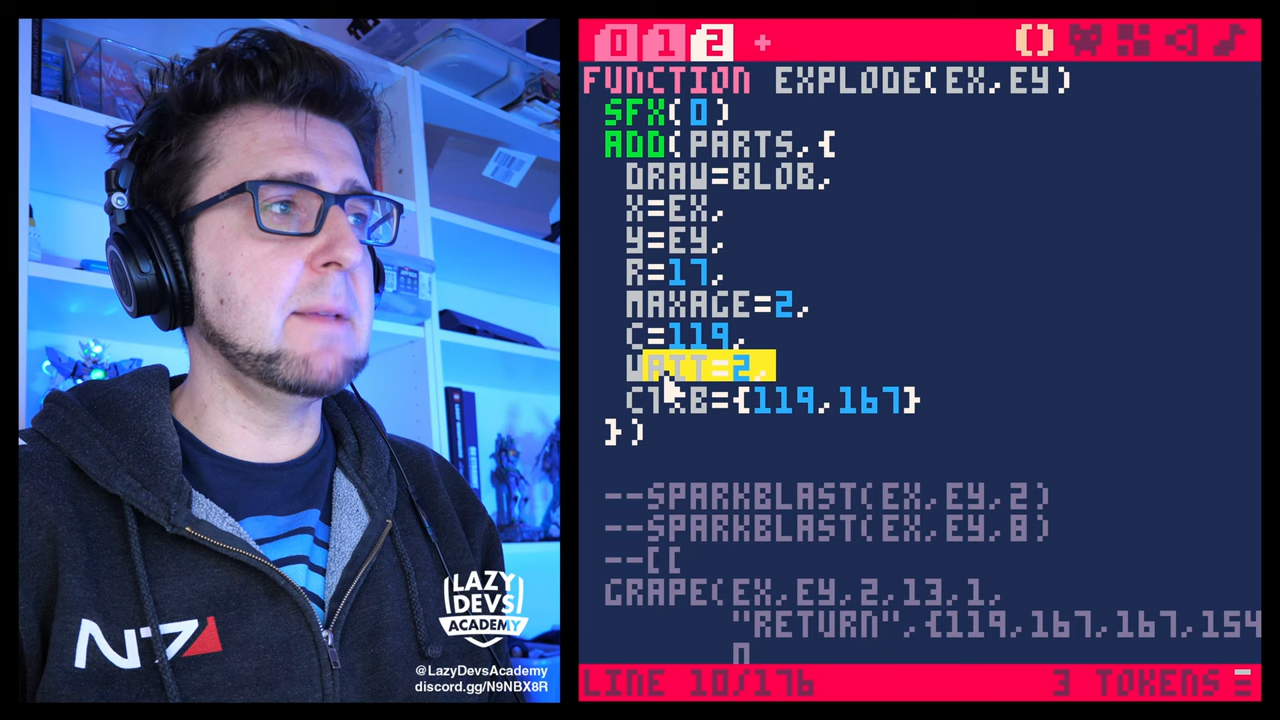 0 1 2 +
FUNCTION EXPLODE(EX,EY)
SFX(0)
ADD(PARTS,{
DRAW=BLOB,
X=EX,
Y=EY,
R=17,
MAXAGE=2,
C=119,
WAIT=2,
CTAB={119,167}
})
--SPARKBLAST(EX,EY,2)
--SPARKBLAST(EX,EY,8)
--[[
GRAPE(EX,EY,2,13,1,
"RETURN",{119,167,167,154
LINE 10/176
3 TOKENS
N7
LAZY
DEVS
ACADEMY
@LazyDevsAcademy
discord.gg/N9NBX8R